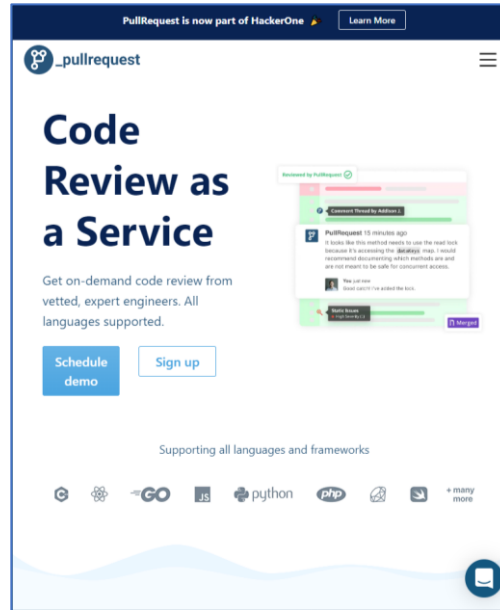 PullRequest is now part of HackerOne 🎉 Learn More
_pullrequest
Code
Review as
a Service
Get on-demand code review from
vetted, expert engineers. All
languages supported.
Schedule
demo
Sign up
Reviewed by PullRequest
Comment Thread by Addison J.
PullRequest 15 minutes ago
It looks like this method needs to use the read lock
because it's accessing the dataKeys map. I would
recommend documenting which methods are and
are not meant to be safe for concurrent access.
You just now
Good catch! I've added the lock.
Static Issues
Merged
Supporting all languages and frameworks
C
GO
JS
python
php
+ many
more